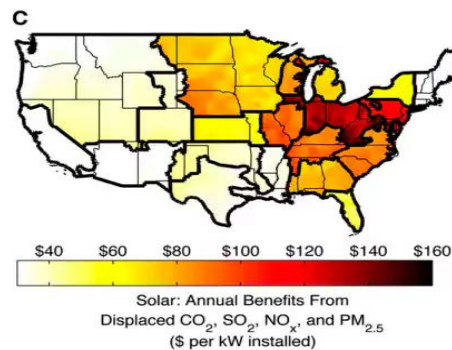 C
$40 $60 $80 $100 $120 $140 $160
Solar: Annual Benefits From
Displaced CO₂, SO₂, NOₓ, and PM₂.₅
($ per kW installed)